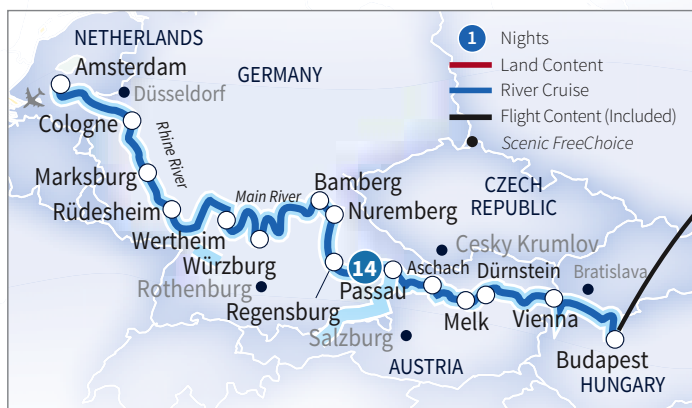 NETHERLANDS
Amsterdam
Düsseldorf
GERMANY
Cologne
Rhine River
Marksburg
Rüdesheim
Main River
Wertheim
Würzburg
Rothenburg
Bamberg
Nuremberg
Regensburg
14
Passau
Salzburg
Aschach
CZECH
REPUBLIC
Cesky Krumlov
Dürnstein
Melk
Vienna
Bratislava
AUSTRIA
Budapest
HUNGARY
1 Nights
Land Content
River Cruise
Flight Content (Included)
Scenic FreeChoice